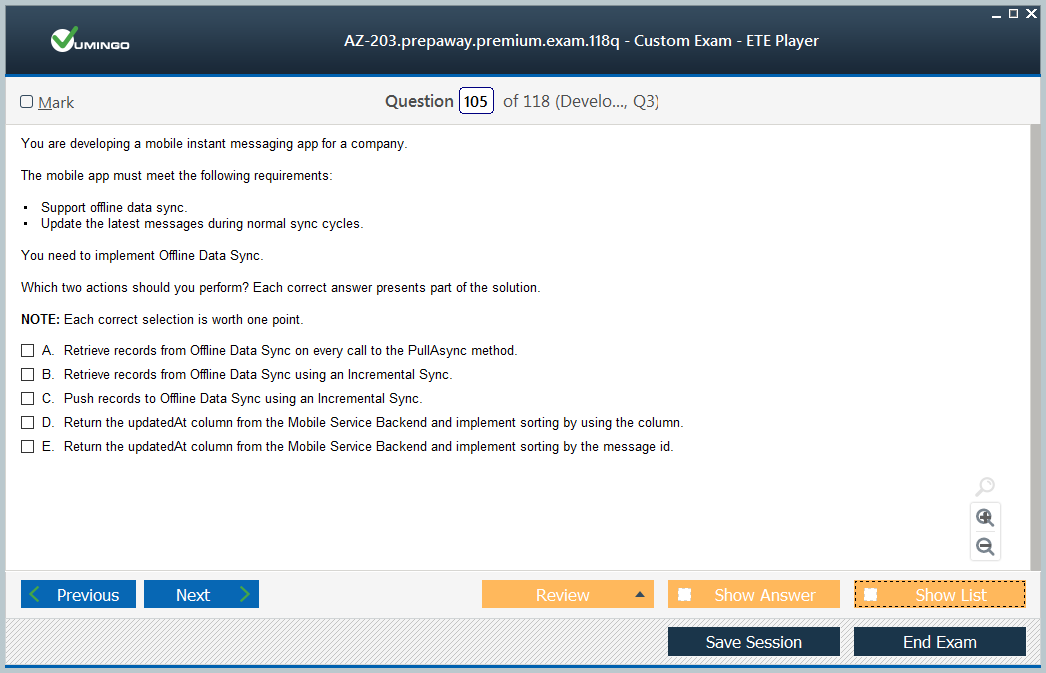 VUMINGO
AZ-203.prepaway.premium.exam.118q - Custom Exam - ETE Player
Mark
Question 105 of 118 (Develo..., Q3)
You are developing a mobile instant messaging app for a company.
The mobile app must meet the following requirements:
• Support offline data sync.
• Update the latest messages during normal sync cycles.
You need to implement Offline Data Sync.
Which two actions should you perform? Each correct answer presents part of the solution.
NOTE: Each correct selection is worth one point.
A. Retrieve records from Offline Data Sync on every call to the PullAsync method.
B. Retrieve records from Offline Data Sync using an Incremental Sync.
C. Push records to Offline Data Sync using an Incremental Sync.
D. Return the updatedAt column from the Mobile Service Backend and implement sorting by using the column.
E. Return the updatedAt column from the Mobile Service Backend and implement sorting by the message id.
Previous Next Review Show Answer Show List
Save Session End Exam